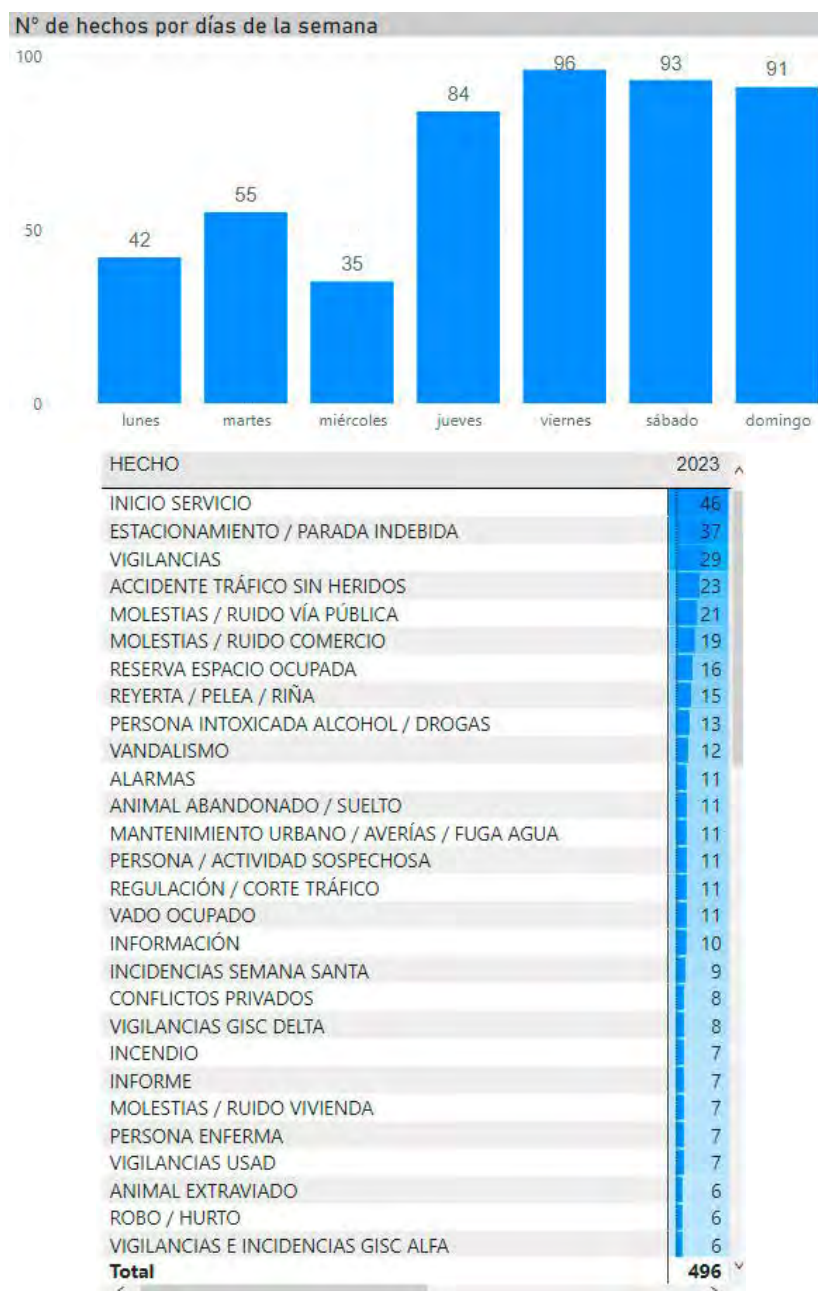 Nº de hechos por días de la semana
100
96
93
91
84
55
50
42
35
0
lunes martes miércoles jueves viernes sábado domingo
HECHO 2023
INICIO SERVICIO 46
ESTACIONAMIENTO / PARADA INDEBIDA 37
VIGILANCIAS 29
ACCIDENTE TRÁFICO SIN HERIDOS 23
MOLESTIAS / RUIDO VÍA PÚBLICA 21
MOLESTIAS / RUIDO COMERCIO 19
RESERVA ESPACIO OCUPADA 16
REYERTA / PELEA / RIÑA 15
PERSONA INTOXICADA ALCOHOL / DROGAS 13
VANDALISMO 12
ALARMAS 11
ANIMAL ABANDONADO / SUELTO 11
MANTENIMIENTO URBANO / AVERÍAS / FUGA AGUA 11
PERSONA / ACTIVIDAD SOSPECHOSA 11
REGULACIÓN / CORTE TRÁFICO 11
VADO OCUPADO 11
INFORMACIÓN 10
INCIDENCIAS SEMANA SANTA 9
CONFLICTOS PRIVADOS 8
VIGILANCIAS GISC DELTA 8
INCENDIO 7
INFORME 7
MOLESTIAS / RUIDO VIVIENDA 7
PERSONA ENFERMA 7
VIGILANCIAS USAD 7
ANIMAL EXTRAVIADO 6
ROBO / HURTO 6
VIGILANCIAS E INCIDENCIAS GISC ALFA 6
Total 496